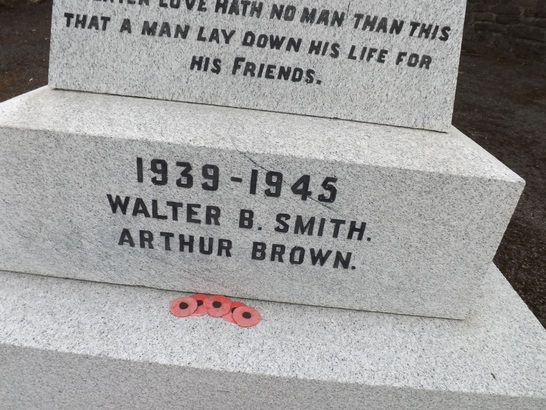 LOVE HATH NO MAN THAN THIS
THAT A MAN LAY DOWN HIS LIFE FOR
HIS FRIENDS.
1939-1945
WALTER B. SMITH.
ARTHUR BROWN.